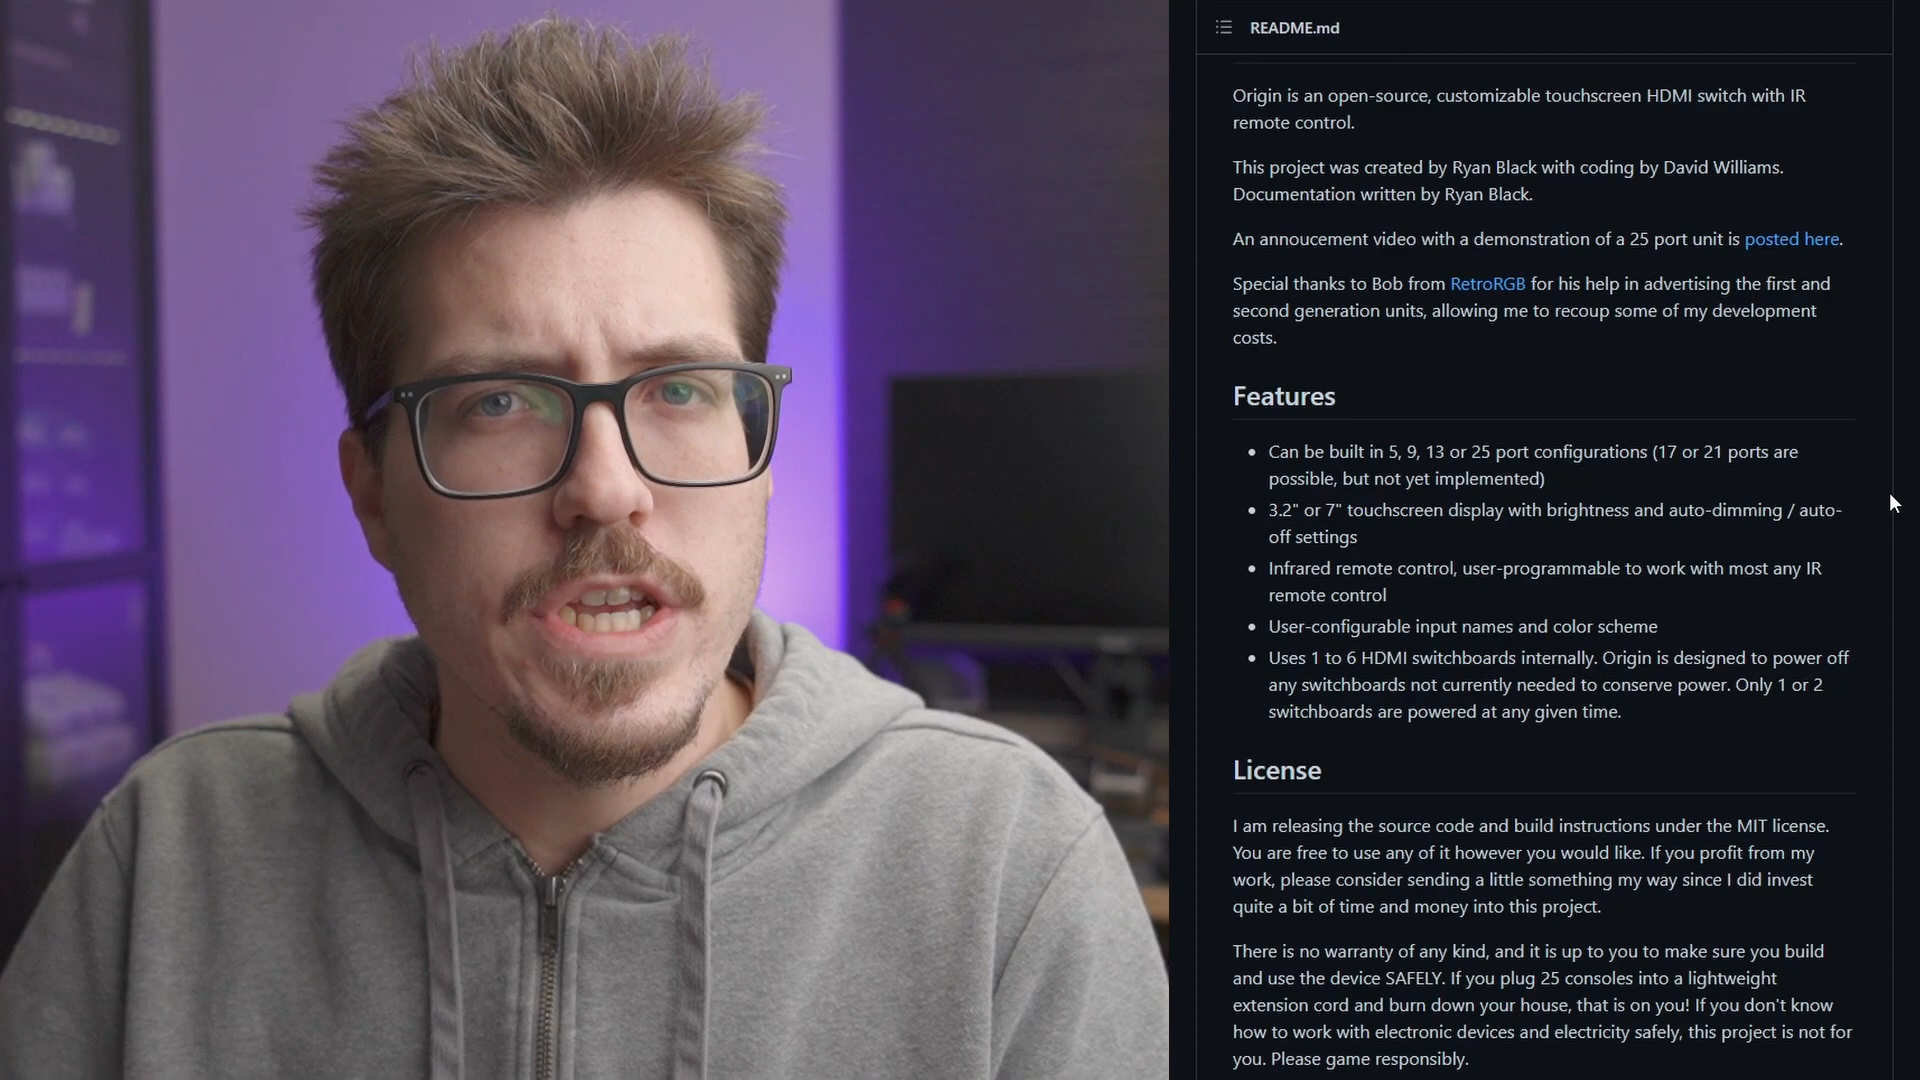 README.md
Origin is an open-source, customizable touchscreen HDMI switch with IR
remote control.
This project was created by Ryan Black with coding by David Williams.
Documentation written by Ryan Black.
An annoucement video with a demonstration of a 25 port unit is posted here.
Special thanks to Bob from RetroRGB for his help in advertising the first and
second generation units, allowing me to recoup some of my development
costs.
Features
• Can be built in 5, 9, 13 or 25 port configurations (17 or 21 ports are
possible, but not yet implemented)
• 3.2" or 7" touchscreen display with brightness and auto-dimming / auto-
off settings
• Infrared remote control, user-programmable to work with most any IR
remote control
• User-configurable input names and color scheme
• Uses 1 to 6 HDMI switchboards internally. Origin is designed to power off
any switchboards not currently needed to conserve power. Only 1 or 2
switchboards are powered at any given time.
License
I am releasing the source code and build instructions under the MIT license.
You are free to use any of it however you would like. If you profit from my
work, please consider sending a little something my way since I did invest
quite a bit of time and money into this project.
There is no warranty of any kind, and it is up to you to make sure you build
and use the device SAFELY. If you plug 25 consoles into a lightweight
extension cord and burn down your house, that is on you! If you don't know
how to work with electronic devices and electricity safely, this project is not for
you. Please game responsibly.